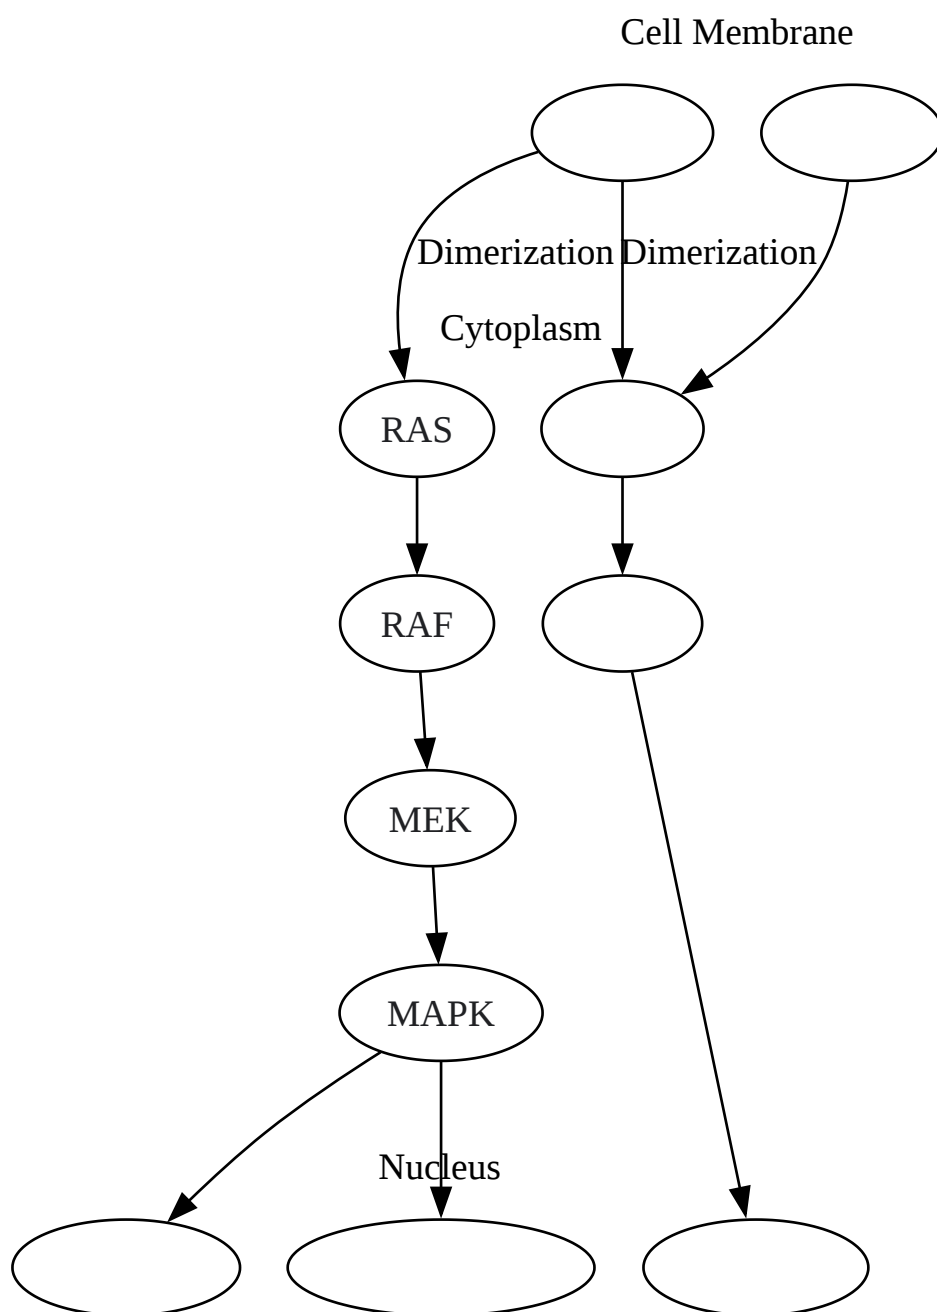 Cell Membrane
Dimerization
Dimerization
Cytoplasm
RAS
RAF
MEK
MAPK
Nucleus